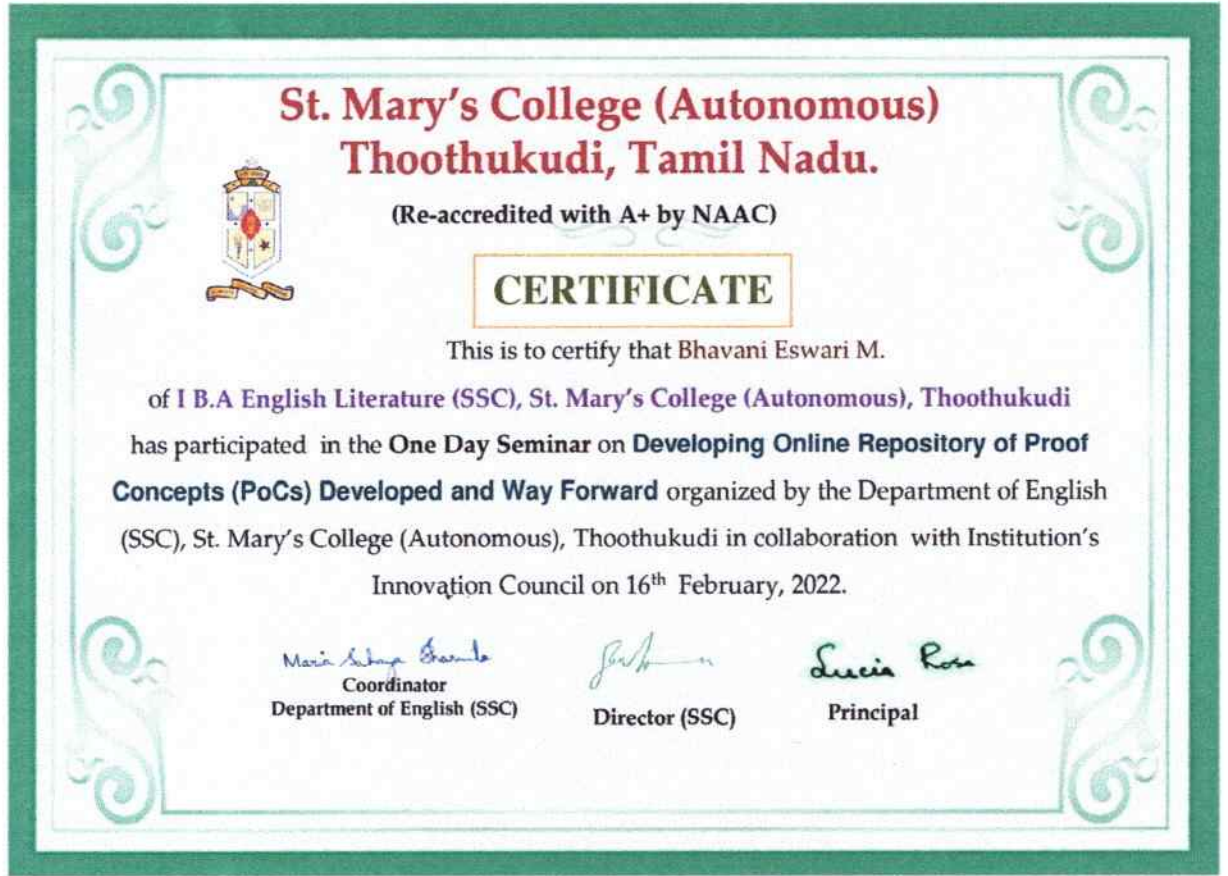 St. Mary's College (Autonomous)
Thoothukudi, Tamil Nadu.
(Re-accredited with A+ by NAAC)
CERTIFICATE
This is to certify that Bhavani Eswari M.
of I B.A English Literature (SSC), St. Mary's College (Autonomous), Thoothukudi
has participated in the One Day Seminar on Developing Online Repository of Proof
Concepts (PoCs) Developed and Way Forward organized by the Department of English
(SSC), St. Mary's College (Autonomous), Thoothukudi in collaboration with Institution's
Innovation Council on 16th February, 2022.
Maria Sahaya
Coordinator
Department of English (SSC)
Director (SSC)
Lucia Rose
Principal